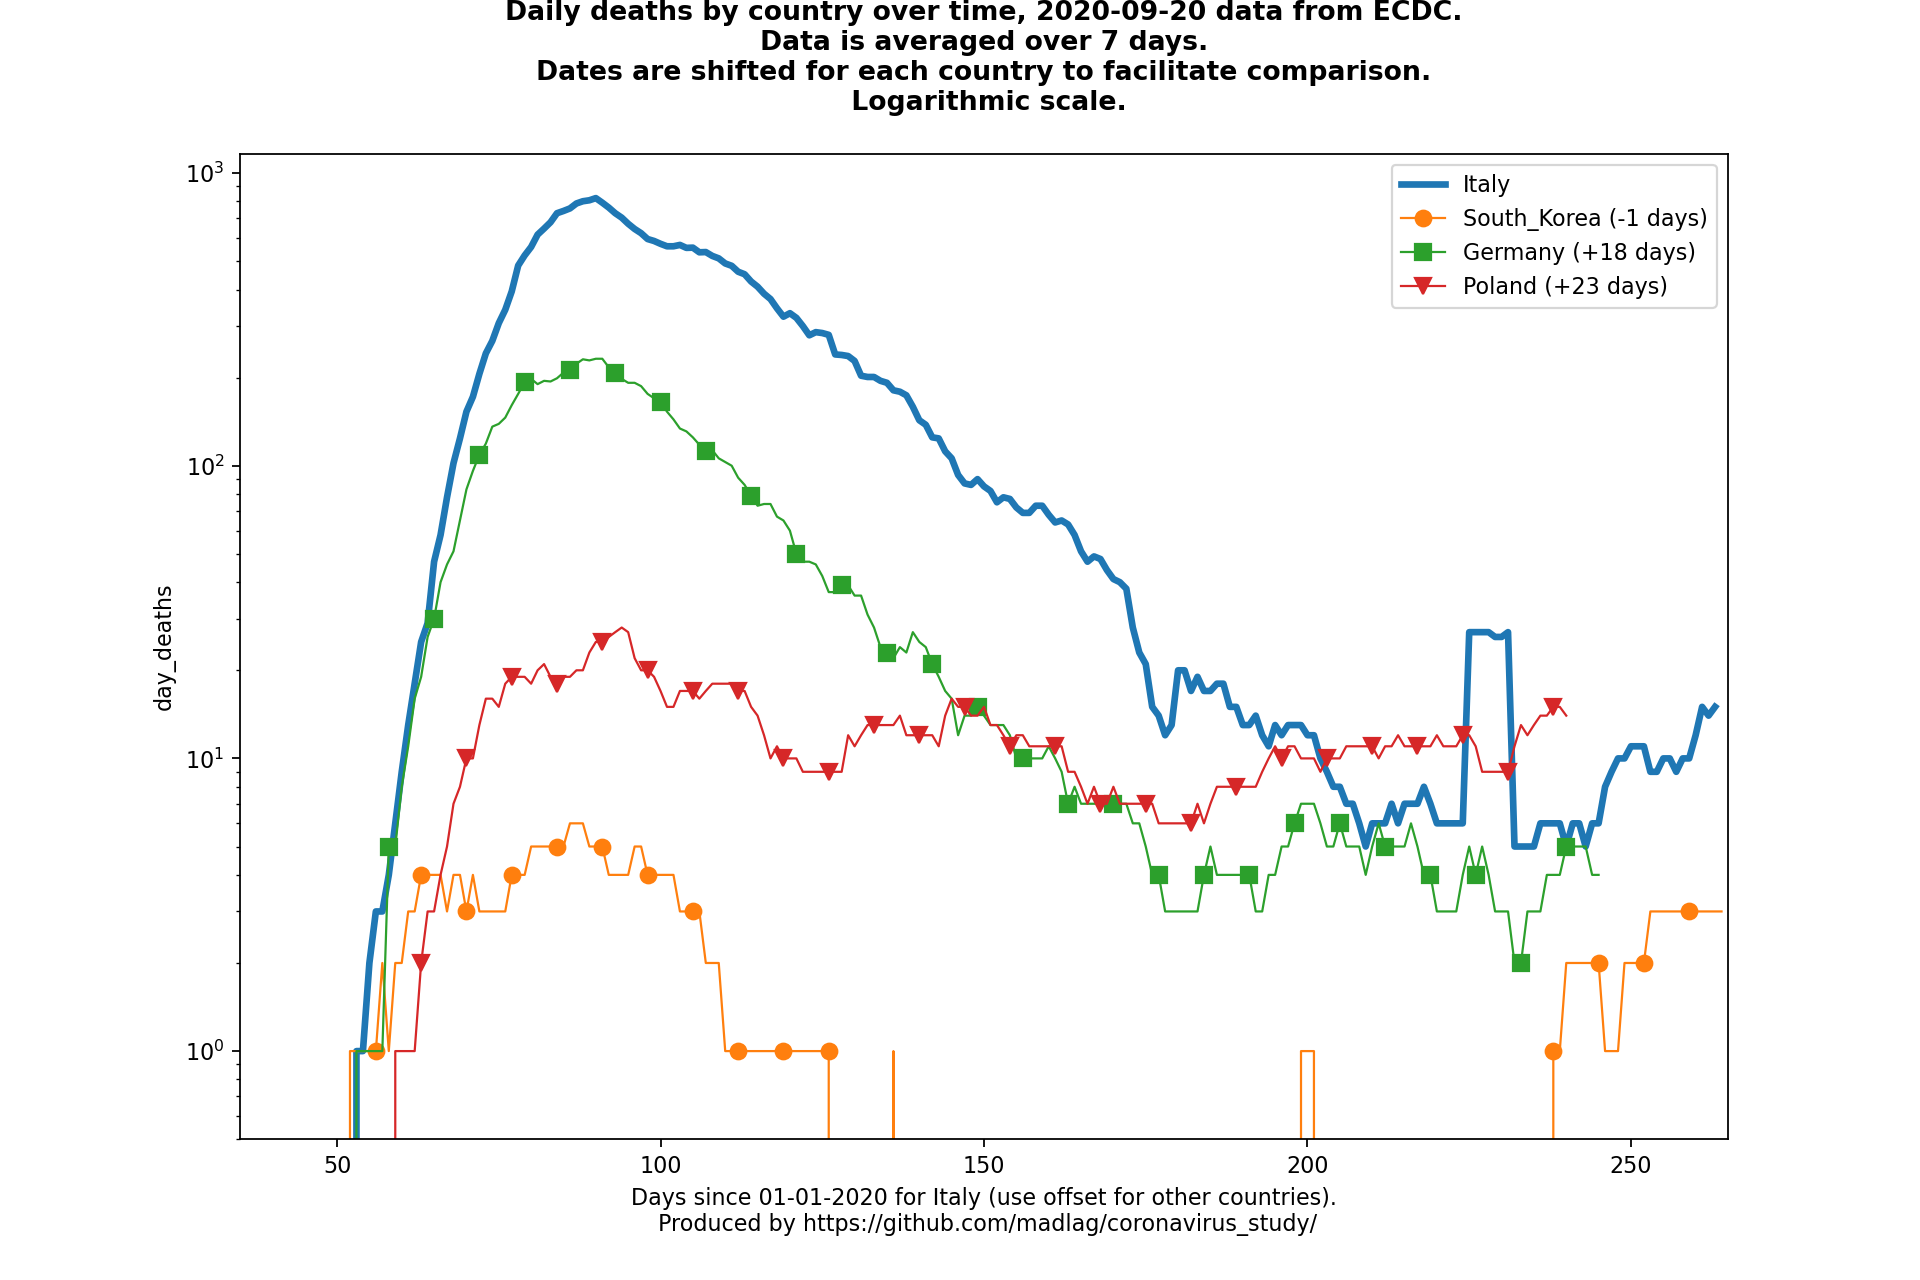 Daily deaths by country over time, 2020-09-20 data from ECDC.
Data is averaged over 7 days.
Dates are shifted for each country to facilitate comparison.
Logarithmic scale.
10³
10²
10¹
10⁰
day_deaths
Italy
South_Korea (-1 days)
Germany (+18 days)
Poland (+23 days)
50 100 150 200 250
Days since 01-01-2020 for Italy (use offset for other countries).
Produced by https://github.com/madlag/coronavirus_study/